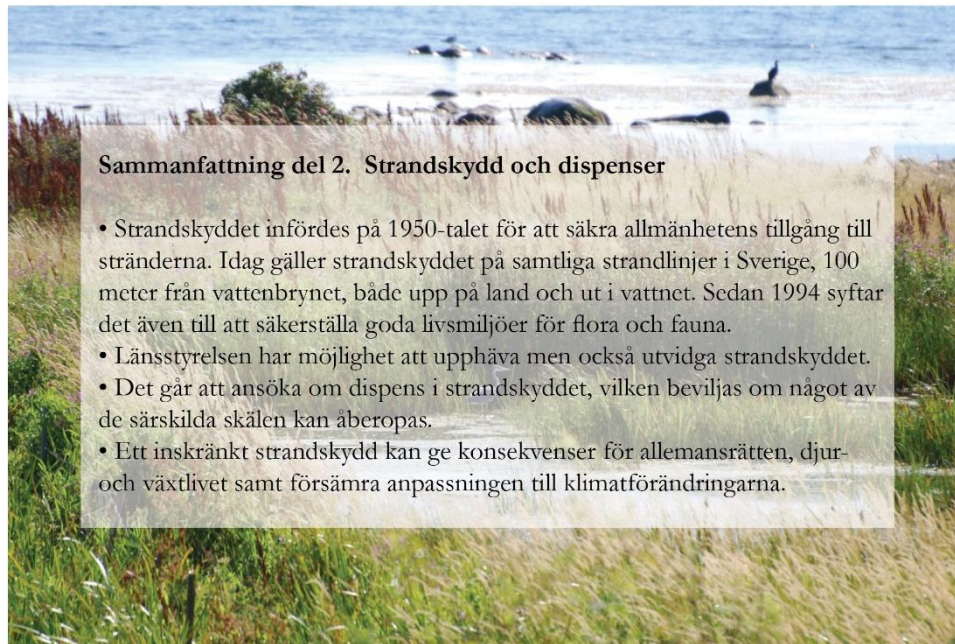 Sammanfattning del 2.  Strandskydd och dispenser
• Strandskyddet infördes på 1950-talet för att säkra allmänhetens tillgång till
stränderna. Idag gäller strandskyddet på samtliga strandlinjer i Sverige, 100
meter från vattenbrynet, både upp på land och ut i vattnet. Sedan 1994 syftar
det även till att säkerställa goda livsmiljöer för flora och fauna.
• Länsstyrelsen har möjlighet att upphäva men också utvidga strandskyddet.
• Det går att ansöka om dispens i strandskyddet, vilken beviljas om något av
de särskilda skälen kan åberopas.
• Ett inskränkt strandskydd kan ge konsekvenser för allemansrätten, djur-
och växtlivet samt försämra anpassningen till klimatförändringarna.